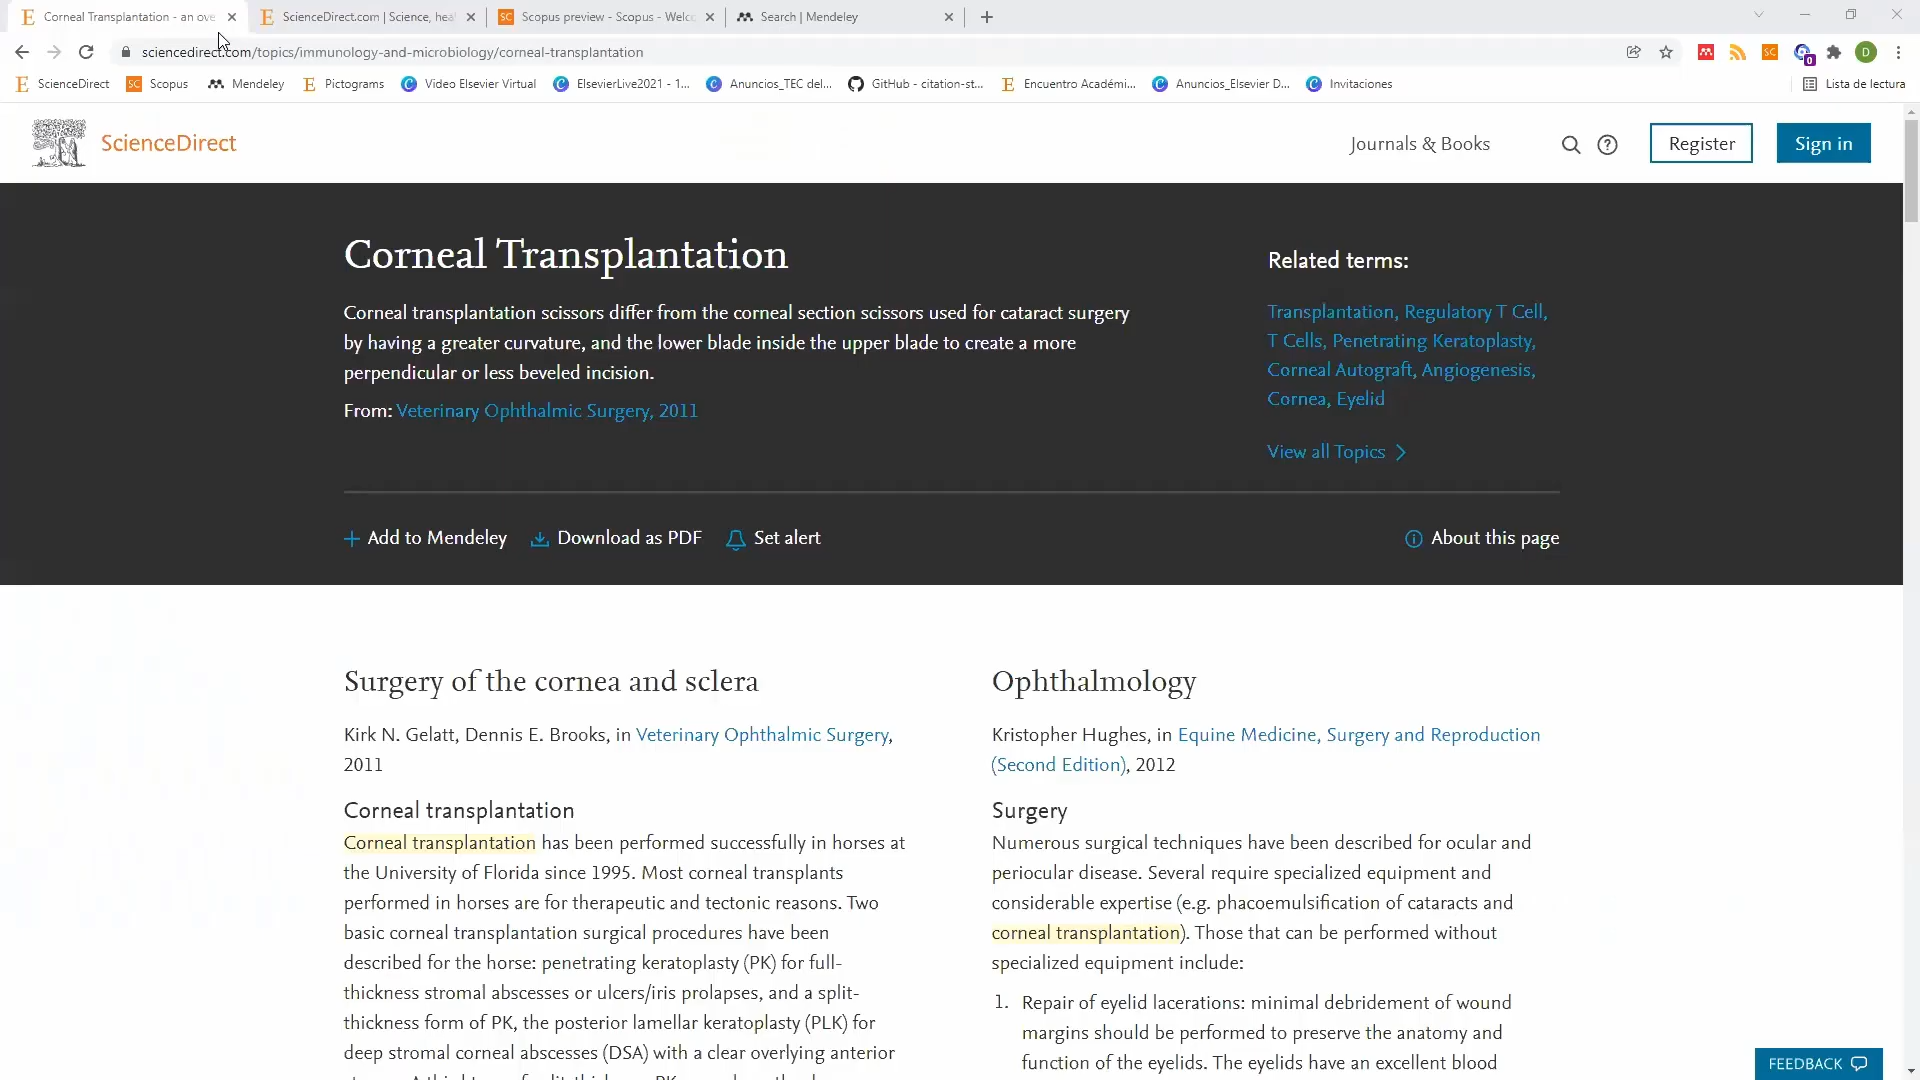 Corneal Transplantation - an ove
ScienceDirect.com | Science, hea
SC Scopus preview - Scopus - Welc
Search | Mendeley
sciencedirect.com/topics/immunology-and-microbiology/corneal-transplantation
SC
0
D
ScienceDirect
SC Scopus
Mendeley
Pictograms
Video Elsevier Virtual
ElsevierLive2021 - 1...
Anuncios_TEC del...
GitHub - citation-st...
Encuentro Académi...
Anuncios_Elsevier D...
Invitaciones
Lista de lectura
ScienceDirect
Journals & Books
Register
Sign in
Corneal Transplantation
Corneal transplantation scissors differ from the corneal section scissors used for cataract surgery
by having a greater curvature, and the lower blade inside the upper blade to create a more
perpendicular or less beveled incision.
From: Veterinary Ophthalmic Surgery, 2011
Related terms:
Transplantation, Regulatory T Cell,
T Cells, Penetrating Keratoplasty,
Corneal Autograft, Angiogenesis,
Cornea, Eyelid
View all Topics
Add to Mendeley
Download as PDF
Set alert
About this page
Surgery of the cornea and sclera
Kirk N. Gelatt, Dennis E. Brooks, in Veterinary Ophthalmic Surgery,
2011
Corneal transplantation
Corneal transplantation has been performed successfully in horses at
the University of Florida since 1995. Most corneal transplants
performed in horses are for therapeutic and tectonic reasons. Two
basic corneal transplantation surgical procedures have been
described for the horse: penetrating keratoplasty (PK) for full-
thickness stromal abscesses or ulcers/iris prolapses, and a split-
thickness form of PK, the posterior lamellar keratoplasty (PLK) for
deep stromal corneal abscesses (DSA) with a clear overlying anterior
Ophthalmology
Kristopher Hughes, in Equine Medicine, Surgery and Reproduction
(Second Edition), 2012
Surgery
Numerous surgical techniques have been described for ocular and
periocular disease. Several require specialized equipment and
considerable expertise (e.g. phacoemulsification of cataracts and
corneal transplantation). Those that can be performed without
specialized equipment include:
1. Repair of eyelid lacerations: minimal debridement of wound
margins should be performed to preserve the anatomy and
function of the eyelids. The eyelids have an excellent blood
FEEDBACK